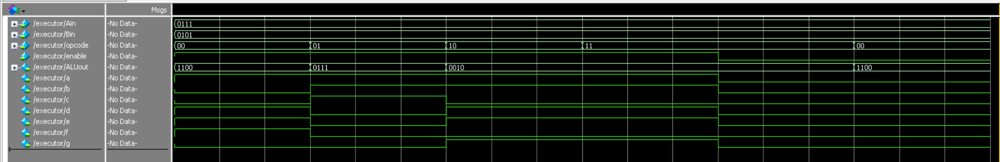 Msgs
/executor/Ain -No Data- 0111
/executor/Bin -No Data- 0101
/executor/opcode -No Data- 00 01 10 11 00
/executor/enable -No Data-
/executor/ALUout -No Data- 1100 0111 0010 1100
/executor/a -No Data-
/executor/b -No Data-
/executor/c -No Data-
/executor/d -No Data-
/executor/e -No Data-
/executor/f -No Data-
/executor/g -No Data-